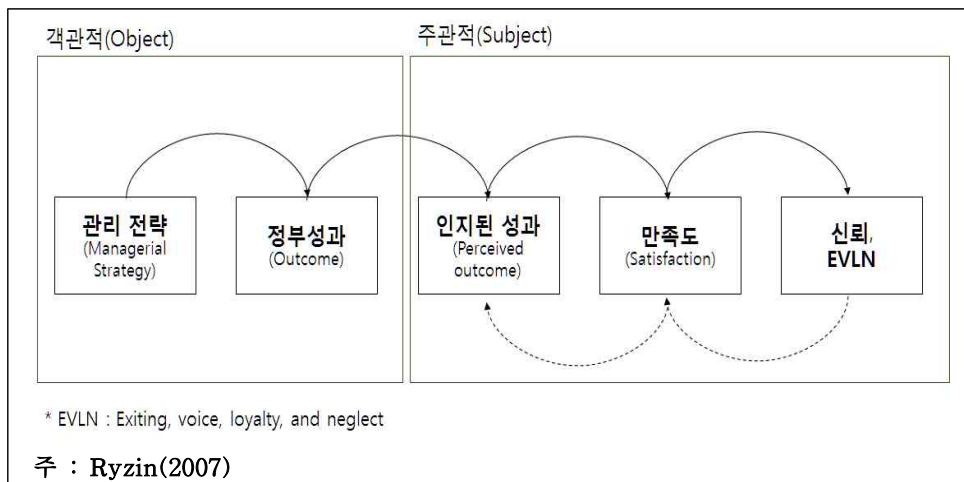 객관적(Object)
주관적(Subject)
관리 전략
(Managerial
Strategy)
정부성과
(Outcome)
인지된 성과
(Perceived
outcome)
만족도
(Satisfaction)
신뢰,
EVLN
* EVLN : Exiting, voice, loyalty, and neglect
주 : Ryzin(2007)